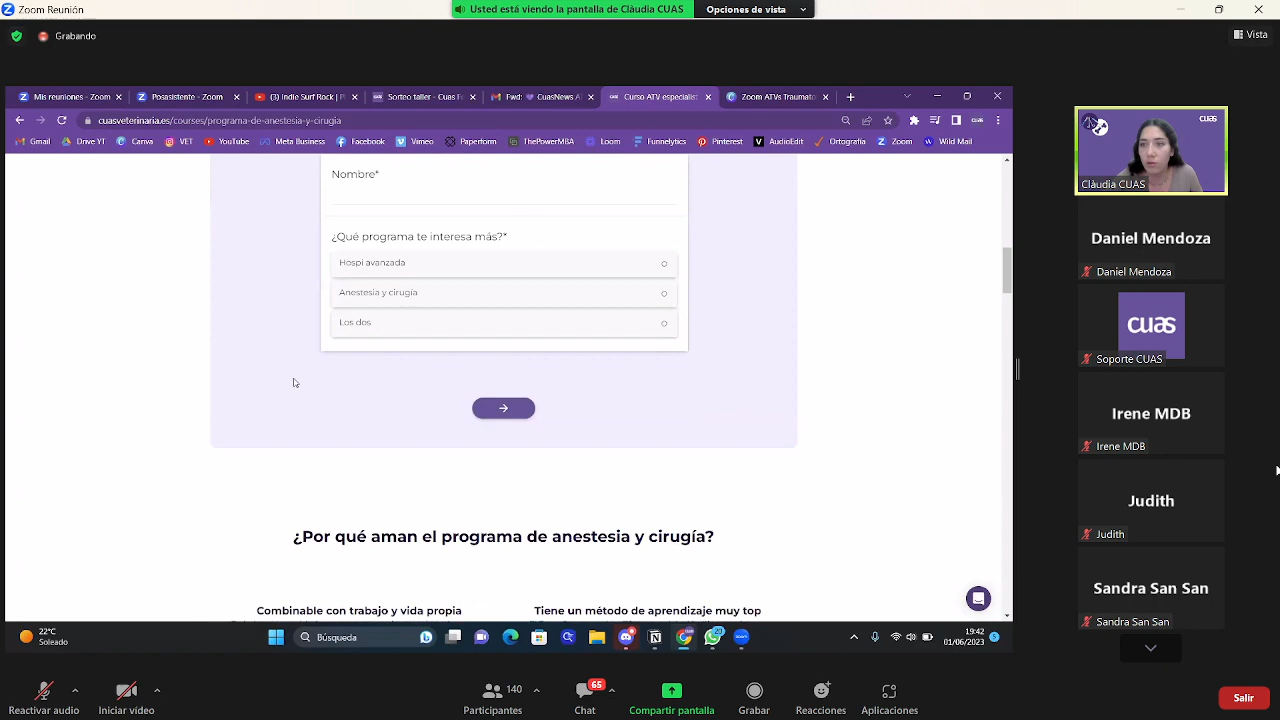 Zoom Reunión
Usted está viendo la pantalla de Clàudia CUAS
Opciones de vista
Grabando
Vista
Mis reuniones - Zoom
Posasistente - Zoom
(3) Indie Surf Rock | Pl
Sorteo taller - Cuas F
Fwd: 💜 CuasNews A
Curso ATV especialist
Zoom ATVs Traumato
cuasveterinaria.es/courses/programa-de-anestesia-y-cirugia
Gmail
Drive YT
Canva
VET
YouTube
Meta Business
Facebook
Vimeo
Paperform
ThePowerMBA
Loom
Funnelytics
Pinterest
AudioEdit
Ortografía
Zoom
Wild Mail
Nombre*
¿Qué programa te interesa más?*
Hospi avanzada
Anestesia y cirugía
Los dos
¿Por qué aman el programa de anestesia y cirugía?
Combinable con trabajo y vida propia
Tiene un método de aprendizaje muy top
22°C
Soleado
Búsqueda
19:42
01/06/2023
cuas
Clàudia CUAS
Daniel Mendoza
Daniel Mendoza
cuas
Soporte CUAS
Irene MDB
Irene MDB
Judith
Judith
Sandra San San
Sandra San San
Reactivar audio
Iniciar vídeo
140
Participantes
65
Chat
Compartir pantalla
Grabar
Reacciones
Aplicaciones
Salir